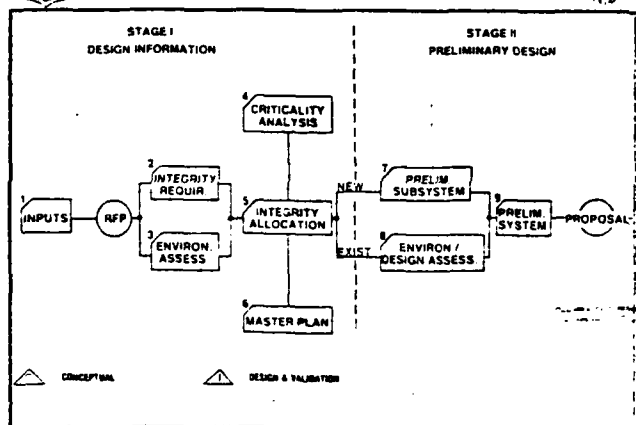 STAGE I
DESIGN INFORMATION
STAGE II
PRELIMINARY DESIGN
4
CRITICALITY
ANALYSIS
2
INTEGRITY
REQUIR.
7
PRELIM
SUBSYSTEM
NEW
1
INPUTS
RFP
5
INTEGRITY
ALLOCATION
9
PRELIM.
SYSTEM
PROPOSAL
3
ENVIRON.
ASSESS
EXIST
8
ENVIRON /
DESIGN ASSESS.
6
MASTER PLAN
CONCEPTUAL
I
DESIGN & VALIDATION